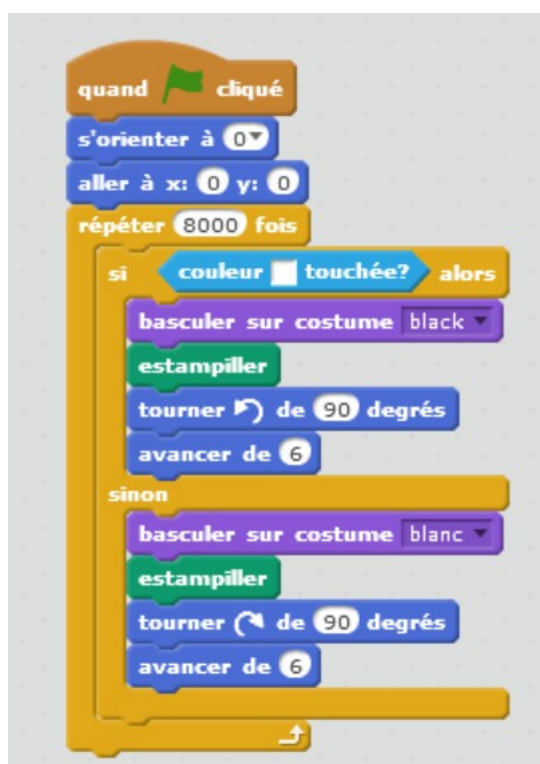 quand cliqué
s'orienter à 0
aller à x: 0 y: 0
répéter 8000 fois
si couleur touchée? alors
basculer sur costume black
estampiller
tourner de 90 degrés
avancer de 6
sinon
basculer sur costume blanc
estampiller
tourner de 90 degrés
avancer de 6